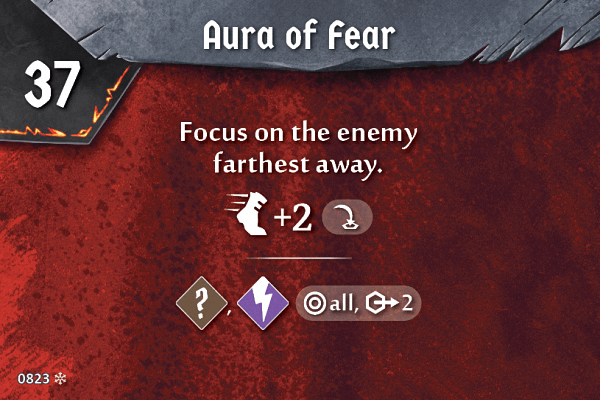 Aura of Fear
37
Focus on the enemy
farthest away.
+2
?, all, 2
0823